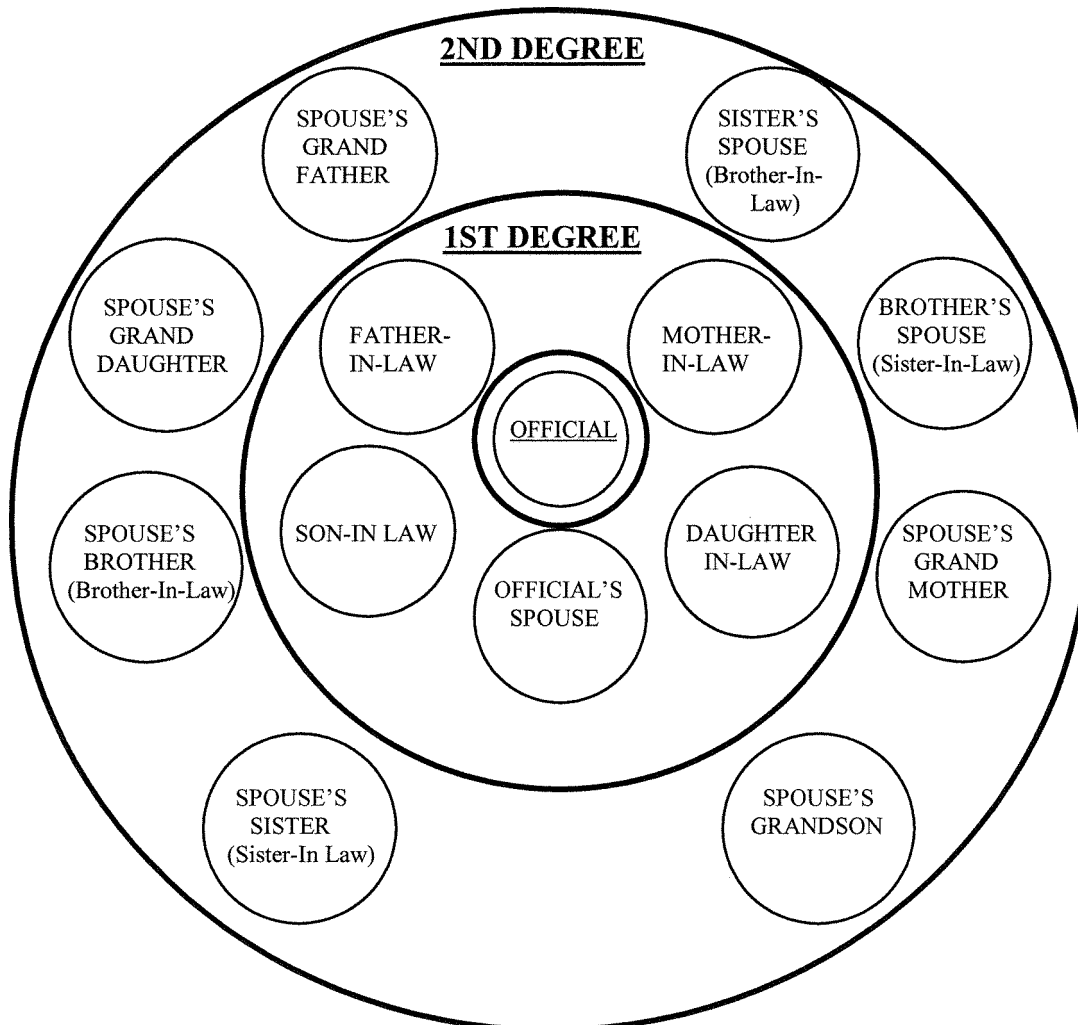 2ND DEGREE
SPOUSE'S
GRAND
FATHER
SISTER'S
SPOUSE
(Brother-In-
Law)
1ST DEGREE
SPOUSE'S
GRAND
DAUGHTER
FATHER-
IN-LAW
MOTHER-
IN-LAW
BROTHER'S
SPOUSE
(Sister-In-Law)
OFFICIAL
SPOUSE'S
BROTHER
(Brother-In-Law)
SON-IN LAW
OFFICIAL'S
SPOUSE
DAUGHTER
IN-LAW
SPOUSE'S
GRAND
MOTHER
SPOUSE'S
SISTER
(Sister-In Law)
SPOUSE'S
GRANDSON